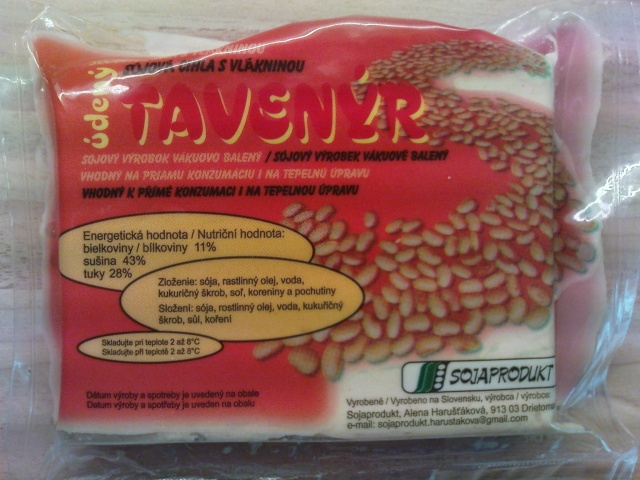 VLÁKNINOU
SÓJOVÁ CIHLA S VLÁKNINOU
údený
TAVENÝR
SOJOVÝ VÝROBOK VÁKUOVO BALENÝ / SÓJOVÝ VÝROBEK VÁKUOVĚ BALENÝ
VHODNÝ NA PRIAMU KONZUMÁCIU I NA TEPELNÚ ÚPRAVU
VHODNÝ K PŘÍMÉ KONZUMACI I NA TEPELNOU ÚPRAVU
Energetická hodnota / Nutriční hodnota:
bielkoviny / bílkoviny 11%
sušina 43%
tuky 28%
Zloženie: sója, rastlinný olej, voda,
kukuričný škrob, soľ, koreniny a pochutiny
Složení: sója, rostlinný olej, voda, kukuřičný
škrob, sůl, koření
Skladujte pri teplote 2 až 8°C
Skladujte při teplotě 2 až 8°C
SOJAPRODUKT
Dátum výroby a spotreby je uvedený na obale
Datum výroby a spotřeby je uveden na obalu
Vyrobené / Vyrobeno na Slovensku, výrobca / výrobce:
Sojaprodukt, Alena Harušťáková, 913 03 Drietoma
e-mail: sojaprodukt.harustakova@gmail.com